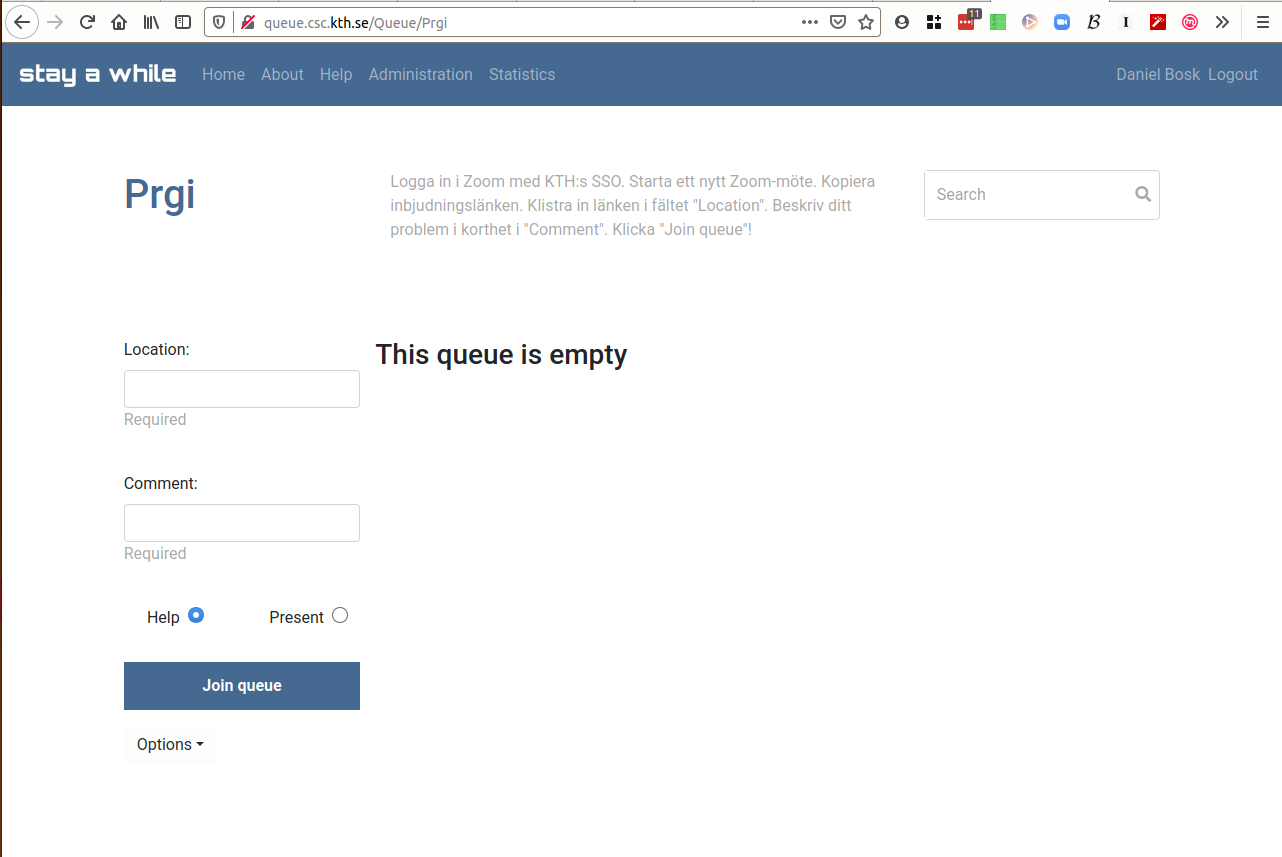 queue.csc.kth.se/Queue/Prgi
11
stay a while
Home
About
Help
Administration
Statistics
Daniel Bosk
Logout
Prgi
Logga in i Zoom med KTH:s SSO. Starta ett nytt Zoom-möte. Kopiera
inbjudningslänken. Klistra in länken i fältet "Location". Beskriv ditt
problem i korthet i "Comment". Klicka "Join queue"!
Search
Location:
Required
This queue is empty
Comment:
Required
Help
Present
Join queue
Options